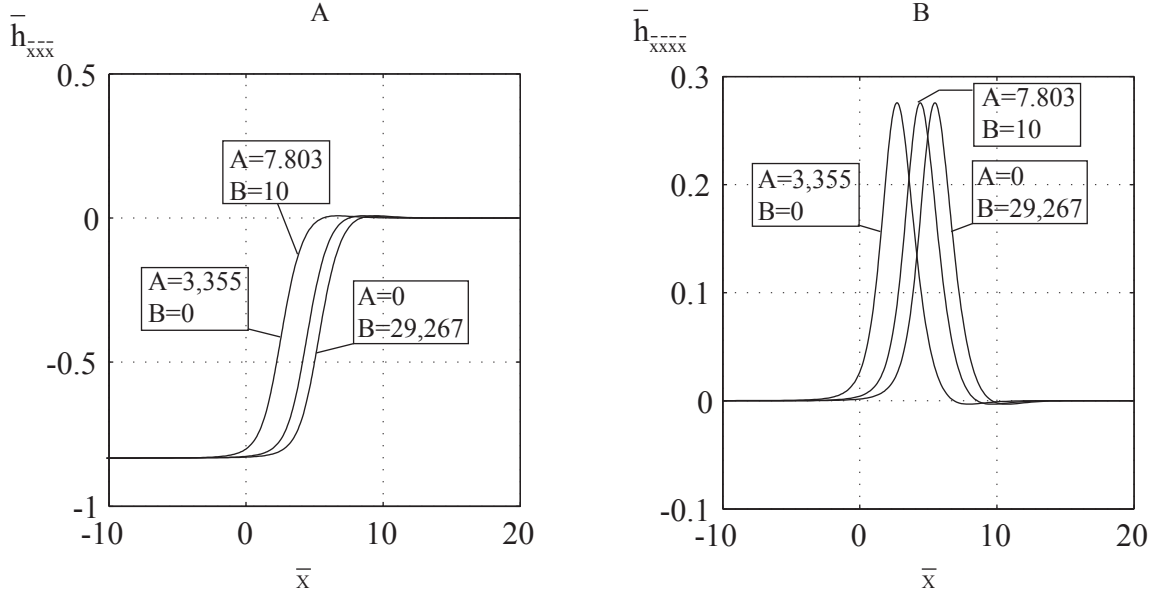 A
h̅x̅x̅x̅
0.5
0
-0.5
-1
-10
0
10
20
x̅
A=7.803
B=10
A=3,355
B=0
A=0
B=29,267
B
h̅x̅x̅x̅x̅
0.3
0.2
0.1
0
-0.1
-10
0
10
20
x̅
A=7.803
B=10
A=3,355
B=0
A=0
B=29,267